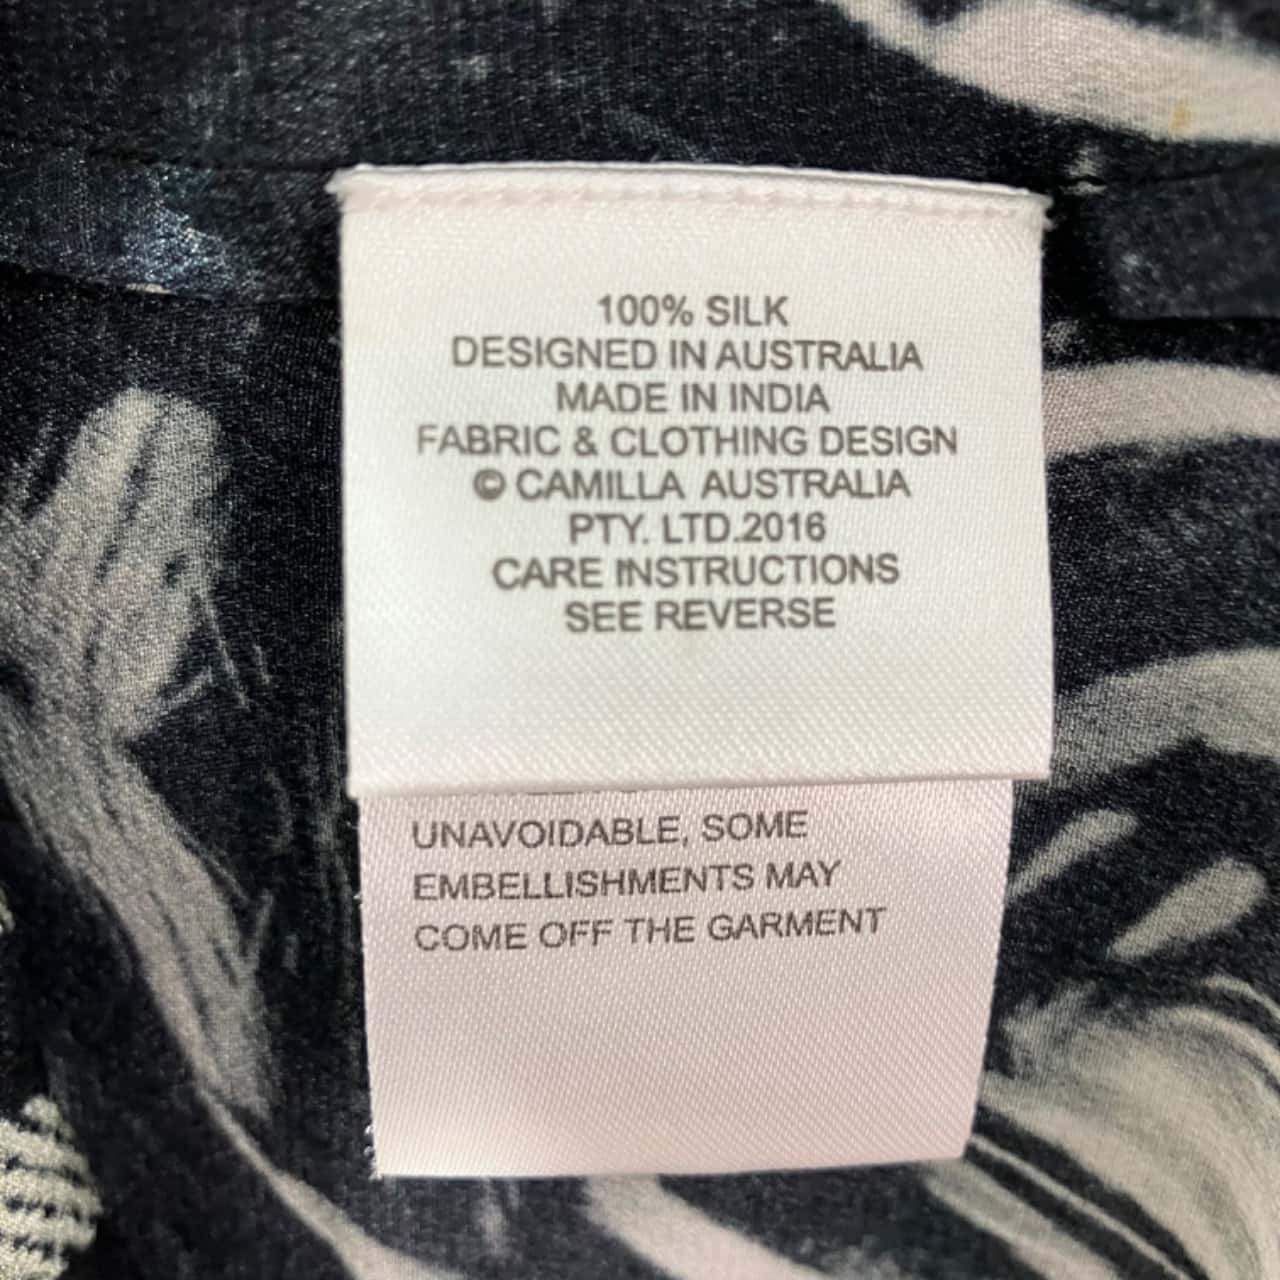 100% SILK
DESIGNED IN AUSTRALIA
MADE IN INDIA
FABRIC & CLOTHING DESIGN
© CAMILLA AUSTRALIA
PTY. LTD.2016
CARE INSTRUCTIONS
SEE REVERSE
UNAVOIDABLE, SOME
EMBELLISHMENTS MAY
COME OFF THE GARMENT